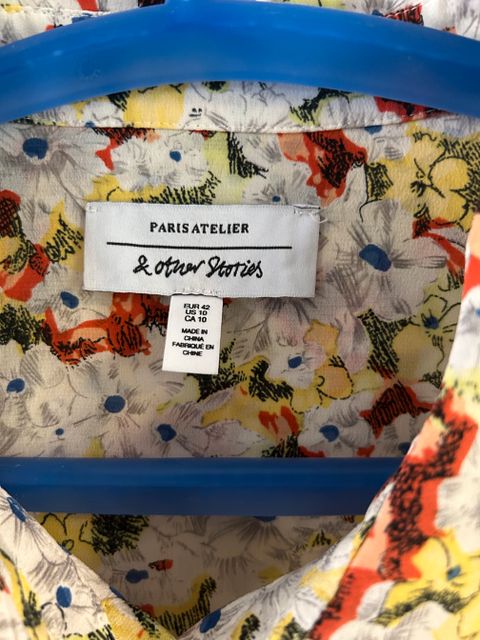 PARIS ATELIER
& other Stories
EUR 42
US 10
CA 10
MADE IN
CHINA
FABRIQUÉ EN
CHINE